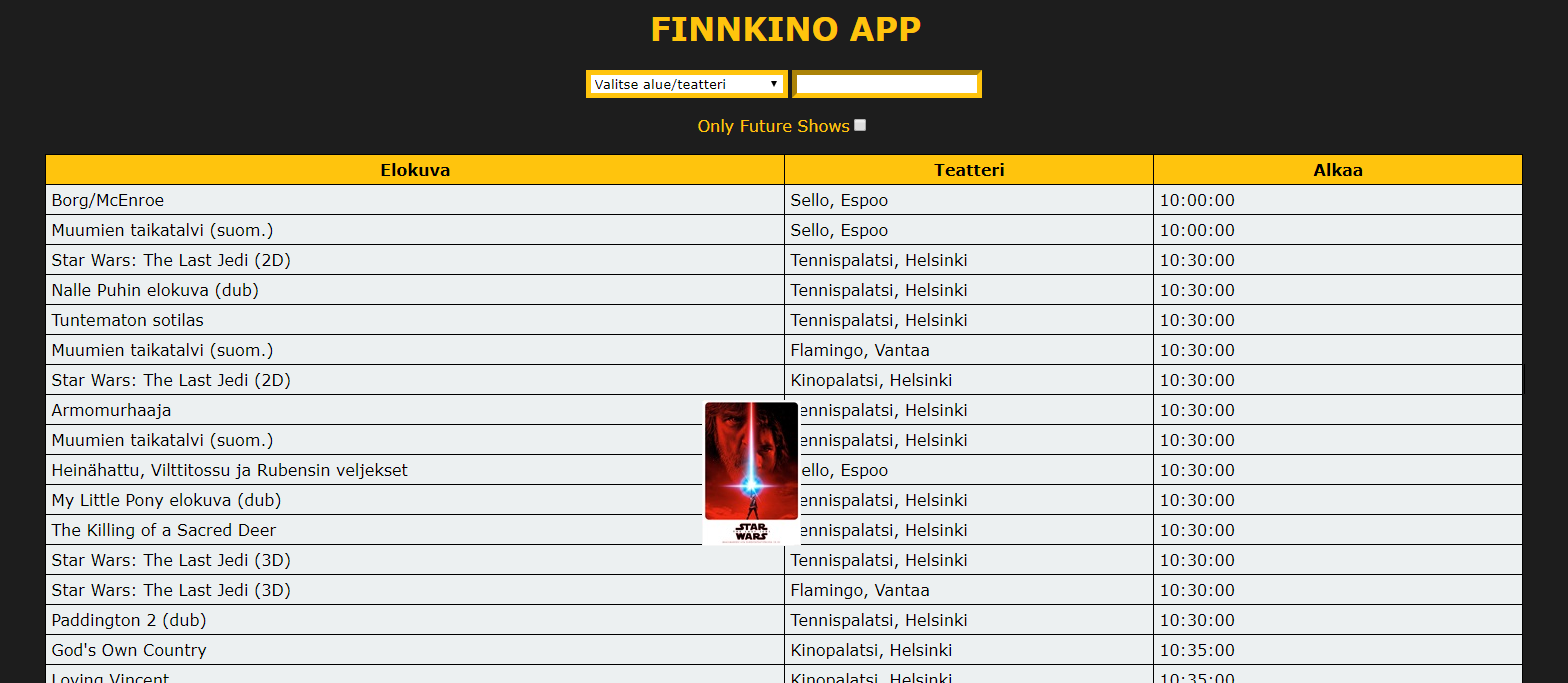 FINNKINO APP
Valitse alue/teatteri
Only Future Shows
Elokuva Teatteri Alkaa
Borg/McEnroe Sello, Espoo 10:00:00
Muumien taikatalvi (suom.) Sello, Espoo 10:00:00
Star Wars: The Last Jedi (2D) Tennispalatsi, Helsinki 10:30:00
Nalle Puhin elokuva (dub) Tennispalatsi, Helsinki 10:30:00
Tuntematon sotilas Tennispalatsi, Helsinki 10:30:00
Muumien taikatalvi (suom.) Flamingo, Vantaa 10:30:00
Star Wars: The Last Jedi (2D) Kinopalatsi, Helsinki 10:30:00
Armomurhaaja ennispalatsi, Helsinki 10:30:00
Muumien taikatalvi (suom.) ennispalatsi, Helsinki 10:30:00
Heinähattu, Vilttitossu ja Rubensin veljekset ello, Espoo 10:30:00
My Little Pony elokuva (dub) ennispalatsi, Helsinki 10:30:00
The Killing of a Sacred Deer ennispalatsi, Helsinki 10:30:00
STAR
WARS
Star Wars: The Last Jedi (3D) Tennispalatsi, Helsinki 10:30:00
Star Wars: The Last Jedi (3D) Flamingo, Vantaa 10:30:00
Paddington 2 (dub) Tennispalatsi, Helsinki 10:30:00
God's Own Country Kinopalatsi, Helsinki 10:35:00
Loving Vincent Kinopalatsi, Helsinki 10:35:00